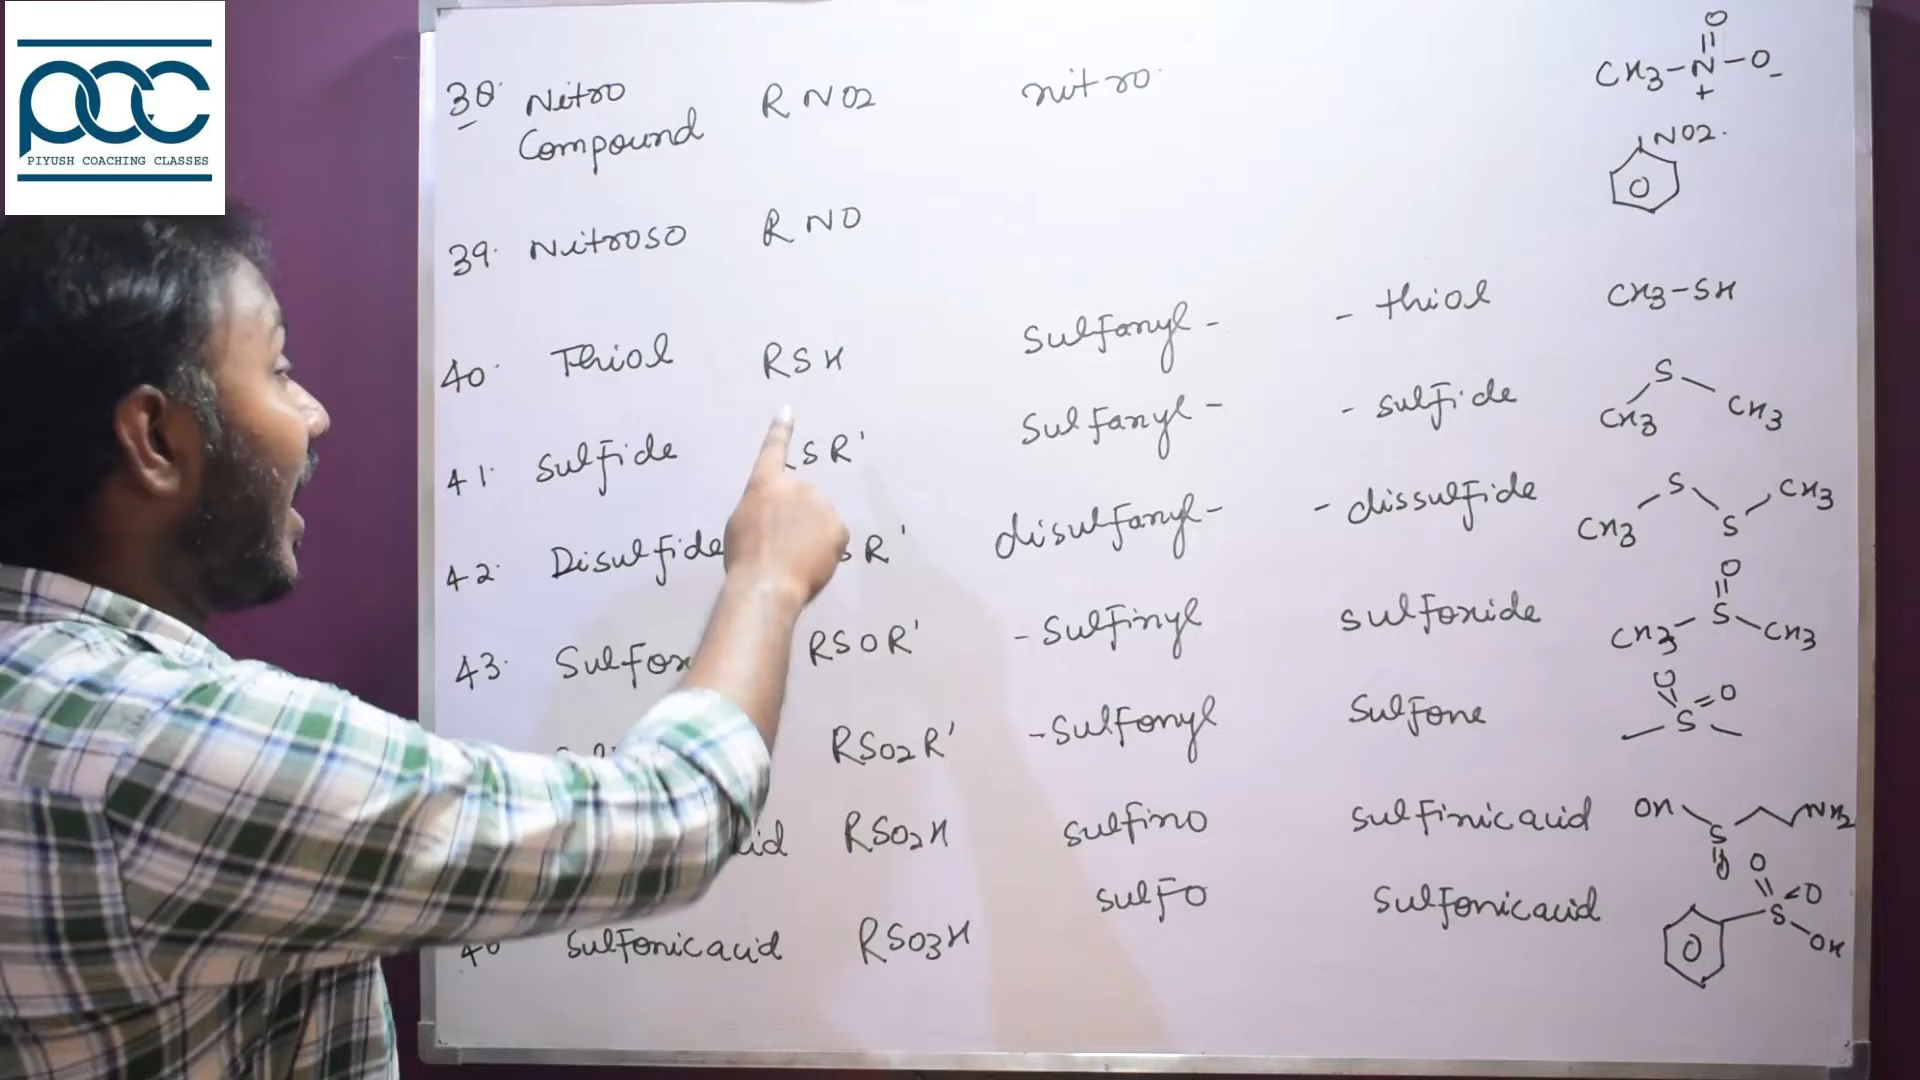 PCC
PIYUSH COACHING CLASSES
38. Nitro Compound RNO2 nitro CH3-N-O- O +
NO2.
39. Nitroso RNO
40. Thiol RSH Sulfanyl- -thiol CH3-SH
41. Sulfide SR' Sulfanyl- -sulfide CH3 S CH3
42. Disulfide SR' disulfanyl- -dissulfide CH3 S S CH3
43. RSOR' -Sulfinyl sulfoxide CH3 S CH3 O
RSO2R' -Sulfonyl Sulfone O S O
RSO2H sulfino sulfinicacid OH S O NH2
Sulfonicacid RSO3H sulfo Sulfonicacid O S O OH